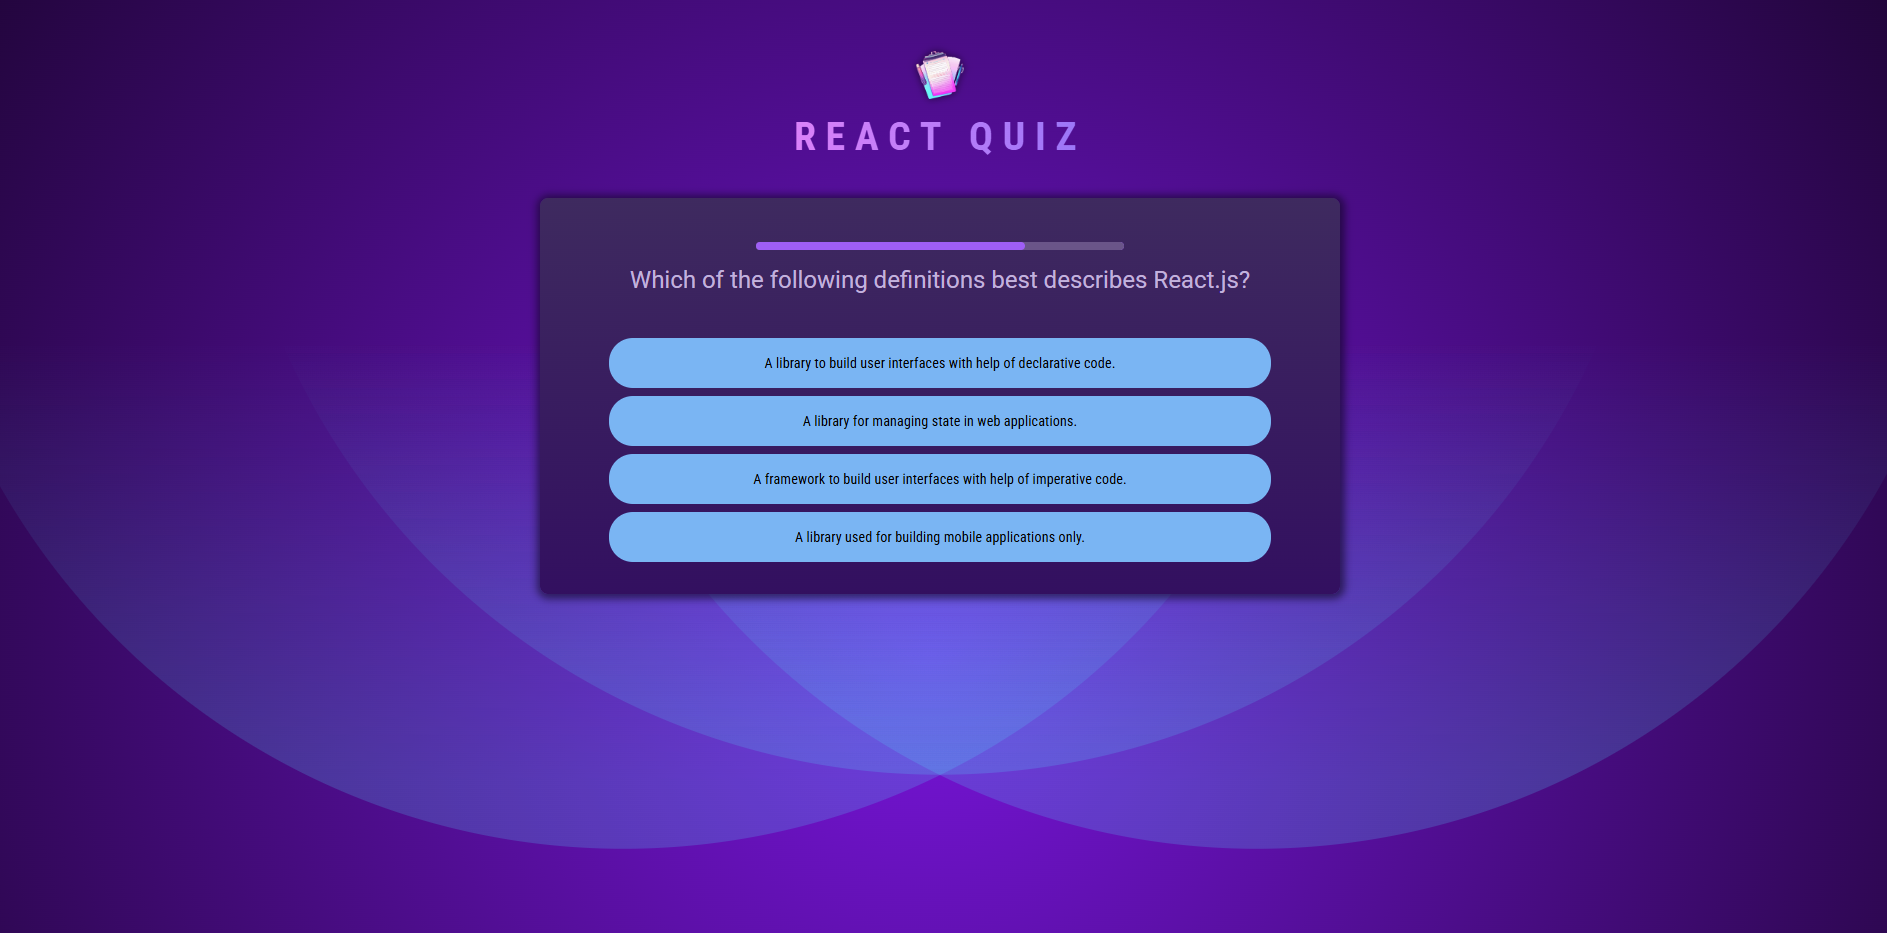 REACT QUIZ
Which of the following definitions best describes React.js?
A library to build user interfaces with help of declarative code.
A library for managing state in web applications.
A framework to build user interfaces with help of imperative code.
A library used for building mobile applications only.